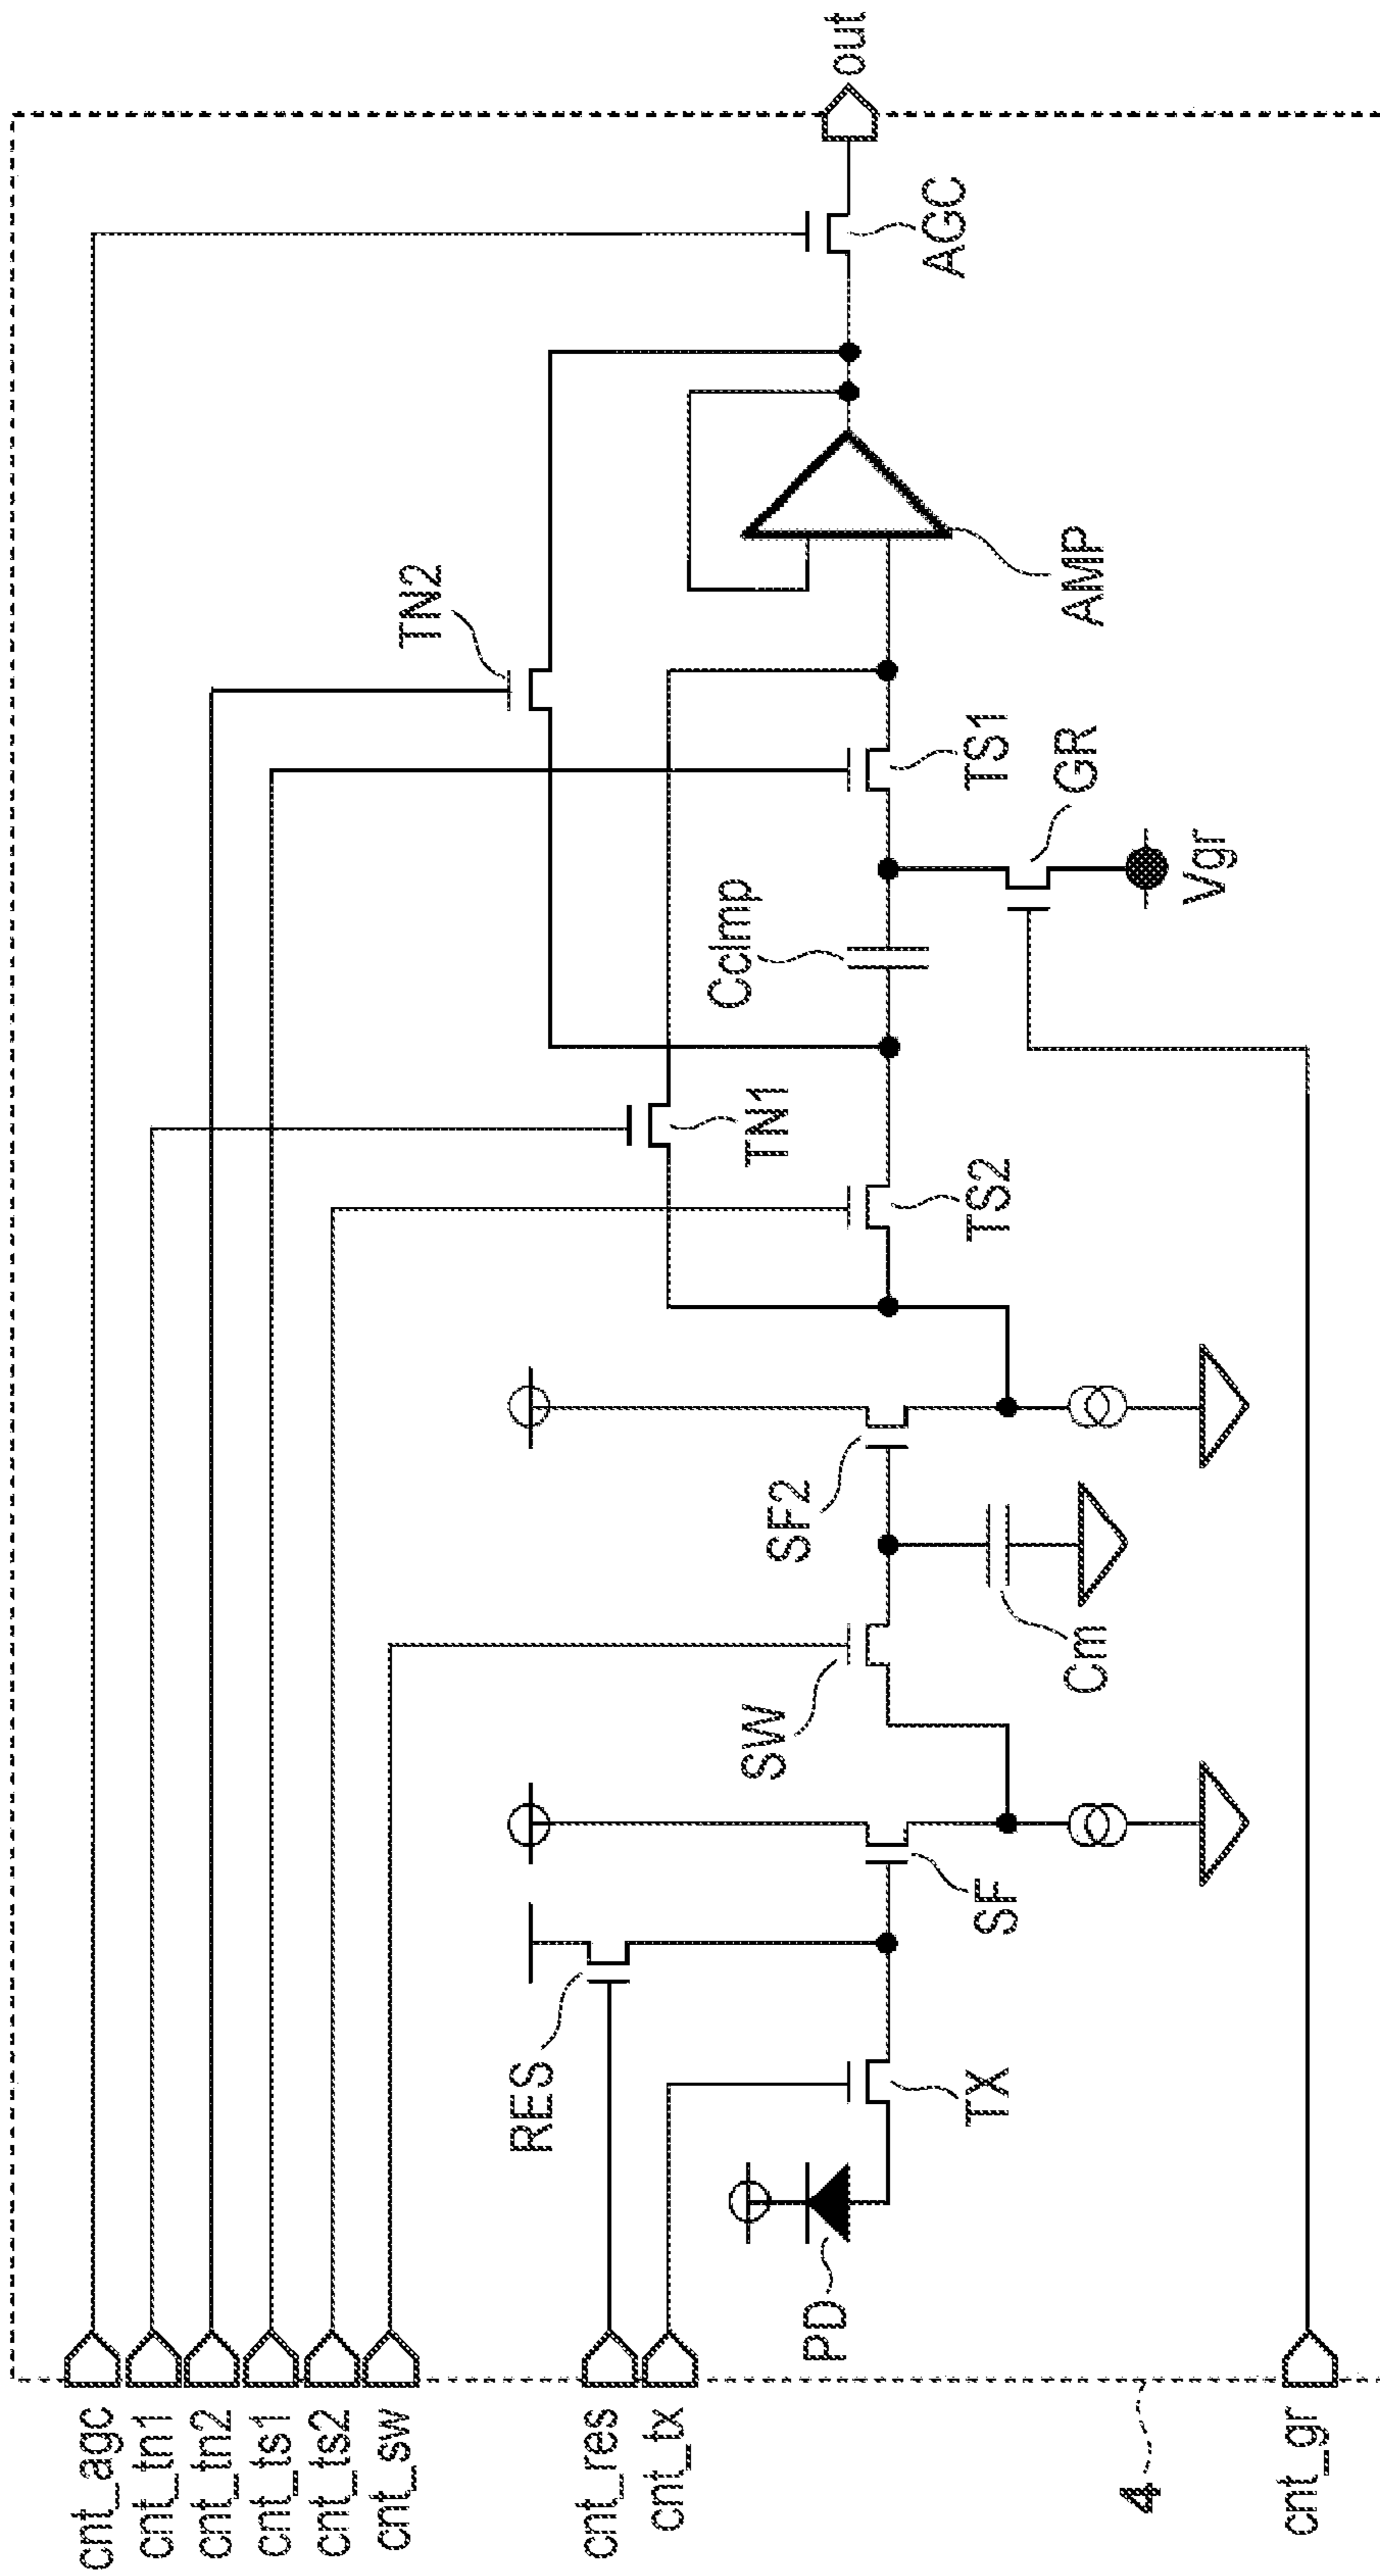 cnt_agc
cnt_tn1
cnt_tn2
cnt_ts1
cnt_ts2
cnt_sw
cnt_res
cnt_tx
cnt_gr
4
PD
RES
TX
SF
SW
Cm
SF2
TS2
TN1
Cclmp
TN2
TS1
GR
Vgr
AMP
AGC
out